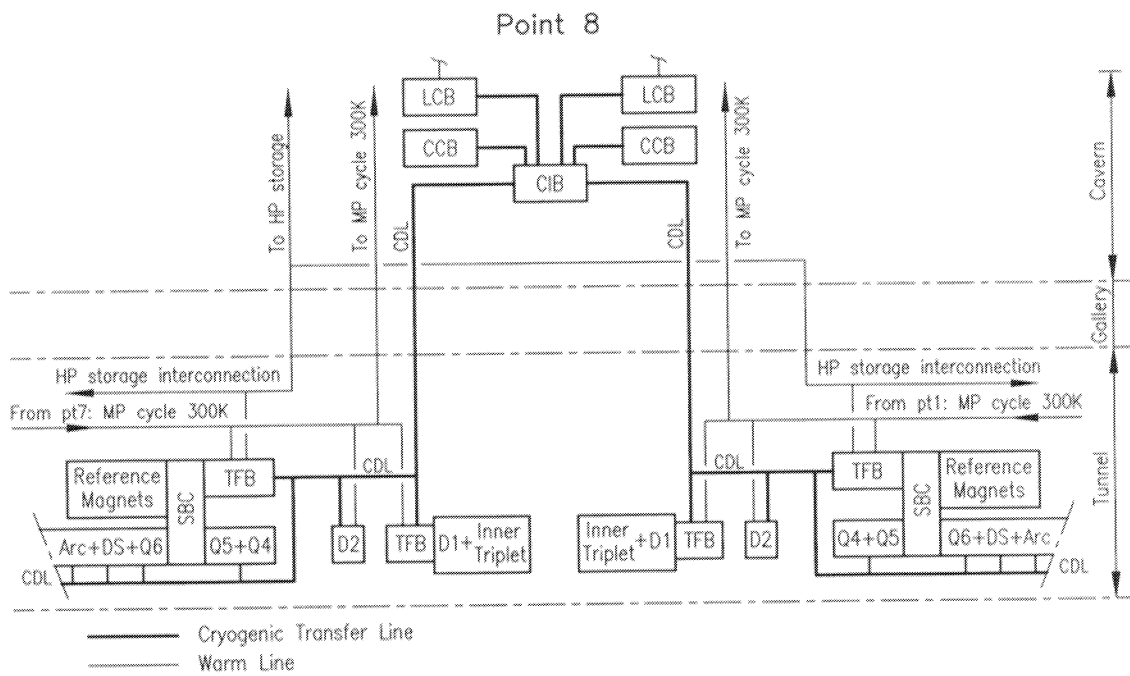 Point 8
LCB
LCB
CCB
CCB
CIB
To HP storage
To MP cycle 300K
CDL
CDL
To MP cycle 300K
Cavern
Gallery
Tunnel
HP storage interconnection
HP storage interconnection
From pt7: MP cycle 300K
From pt1: MP cycle 300K
Reference
Magnets
SBC
TFB
CDL
CDL
TFB
SBC
Reference
Magnets
Arc+DS+Q6
Q5+Q4
D2
TFB
D1+
Inner
Triplet
Inner
Triplet
+D1
TFB
D2
Q4+Q5
Q6+DS+Arc
CDL
CDL
Cryogenic Transfer Line
Warm Line